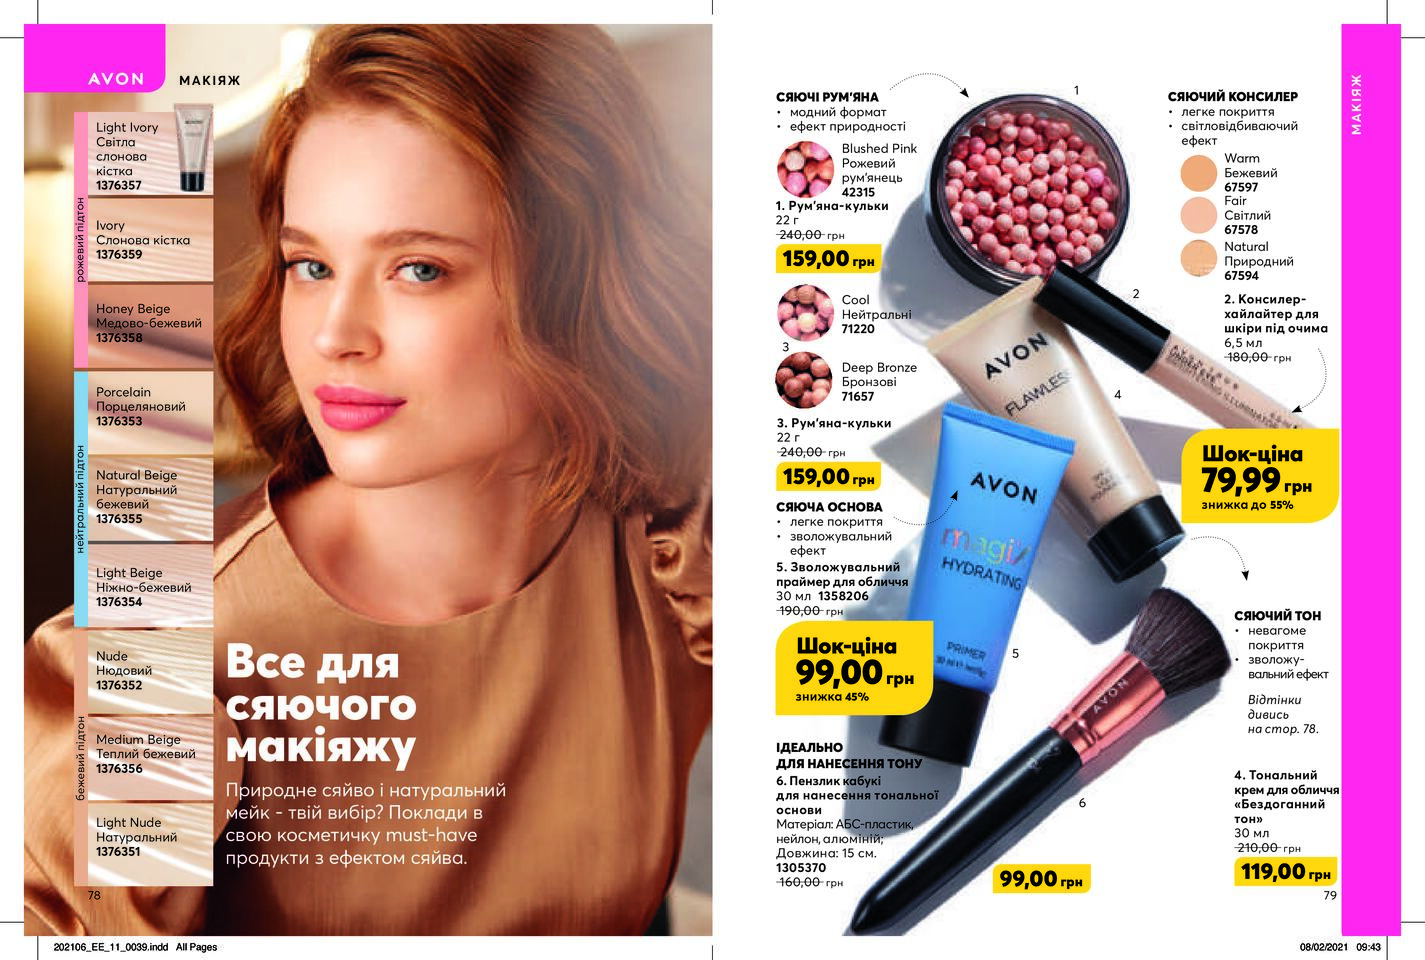 AVON
МАКІЯЖ
Light Ivory
Світла
слонова
кістка
1376357
Ivory
Слонова кістка
1376359
Honey Beige
Медово-бежевий
1376358
рожевий підтон
Porcelain
Порцеляновий
1376353
Natural Beige
Натуральний
бежевий
1376355
Light Beige
Ніжно-бежевий
1376354
нейтральний підтон
Nude
Нюдовий
1376352
Medium Beige
Теплий бежевий
1376356
Light Nude
Натуральний
1376351
бежевий підтон
78
Все для
сяючого
макіяжу
Природне сяйво і натуральний
мейк - твій вибір? Поклади в
свою косметичку must-have
продукти з ефектом сяйва.
СЯЮЧІ РУМ'ЯНА
• модний формат
• ефект природності
Blushed Pink
Рожевий
рум'янець
42315
1. Рум'яна-кульки
22 г
240,00 грн
159,00 грн
Cool
Нейтральні
71220
3
Deep Bronze
Бронзові
71657
3. Рум'яна-кульки
22 г
240,00 грн
159,00 грн
СЯЮЧА ОСНОВА
• легке покриття
• зволожувальний
ефект
5. Зволожувальний
праймер для обличчя
30 мл 1358206
190,00 грн
Шок-ціна
99,00 грн
знижка 45%
ІДЕАЛЬНО
ДЛЯ НАНЕСЕННЯ ТОНУ
6. Пензлик кабукі
для нанесення тональної
основи
Матеріал: АБС-пластик,
нейлон, алюміній;
Довжина: 15 см.
1305370
160,00 грн
99,00 грн
1
2
4
5
6
AVON
FLAWLESS
AVON
magix
HYDRATING
PRIMER
AVON
СЯЮЧИЙ КОНСИЛЕР
• легке покриття
• світловідбиваючий
ефект
Warm
Бежевий
67597
Fair
Світлий
67578
Natural
Природний
67594
2. Консилер-
хайлайтер для
шкіри під очима
6,5 мл
180,00 грн
Шок-ціна
79,99 грн
знижка до 55%
СЯЮЧИЙ ТОН
• невагоме
покриття
• зволожу-
вальний ефект
Відтінки
дивись
на стор. 78.
4. Тональний
крем для обличчя
«Бездоганний
тон»
30 мл
210,00 грн
119,00 грн
79
МАКІЯЖ
202106_EE_11_0039.indd All Pages
08/02/2021 09:43